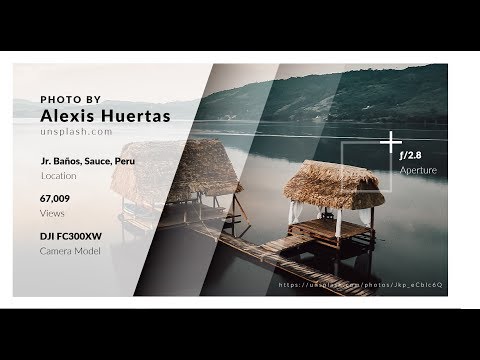 PHOTO BY
Alexis Huertas
unsplash.com
Jr. Baños, Sauce, Peru
Location
67,009
Views
DJI FC300XW
Camera Model
ƒ/2.8
Aperture
https://unsplash.com/photos/Jkp_eCblc6Q